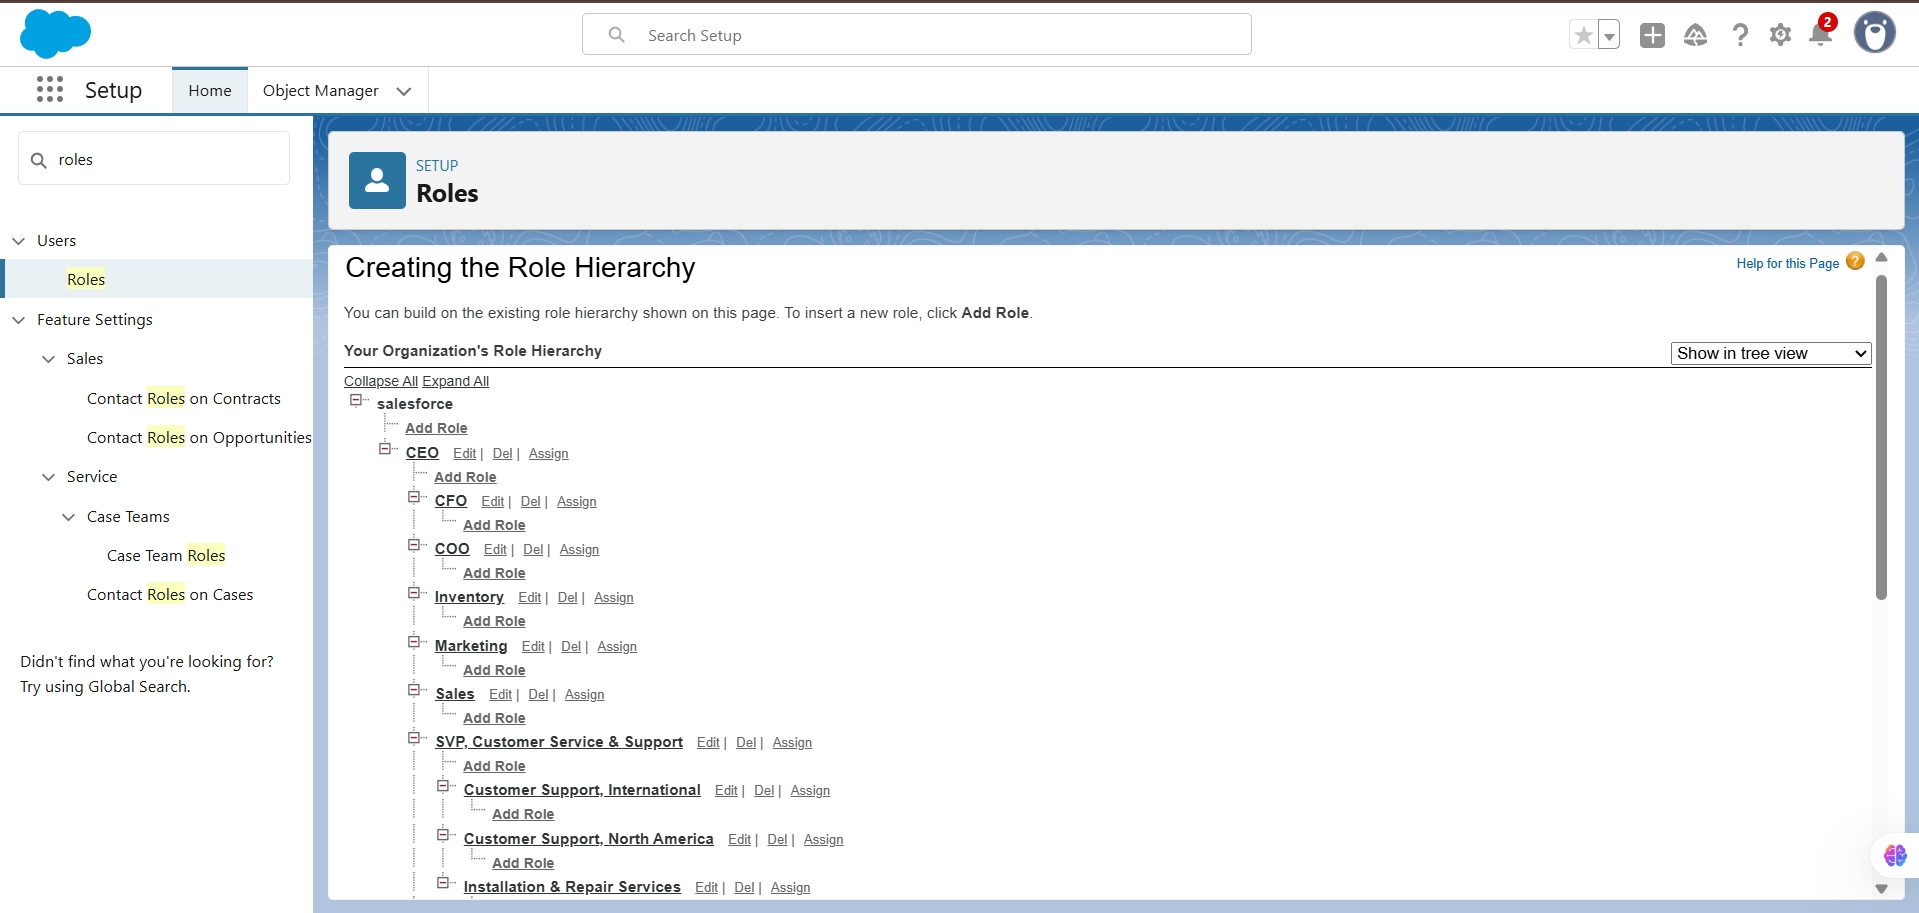 Search Setup
2
Setup
Home
Object Manager
roles
Users
Roles
Feature Settings
Sales
Contact Roles on Contracts
Contact Roles on Opportunities
Service
Case Teams
Case Team Roles
Contact Roles on Cases
Didn't find what you're looking for?
Try using Global Search.
SETUP
Roles
Creating the Role Hierarchy
Help for this Page ?
You can build on the existing role hierarchy shown on this page. To insert a new role, click Add Role.
Your Organization's Role Hierarchy
Show in tree view
Collapse All Expand All
salesforce
Add Role
CEO Edit | Del | Assign
Add Role
CFO Edit | Del | Assign
Add Role
COO Edit | Del | Assign
Add Role
Inventory Edit | Del | Assign
Add Role
Marketing Edit | Del | Assign
Add Role
Sales Edit | Del | Assign
Add Role
SVP, Customer Service & Support Edit | Del | Assign
Add Role
Customer Support, International Edit | Del | Assign
Add Role
Customer Support, North America Edit | Del | Assign
Add Role
Installation & Repair Services Edit | Del | Assign